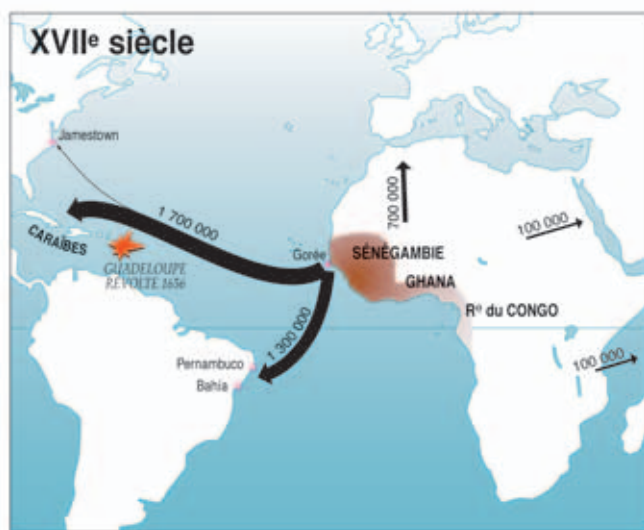 XVIIe siècle
Jamestown
1 700 000
700 000
100 000
CARAÏBES
GUADELOUPE
RÉVOLTE 1656
Gorée
SÉNÉGAMBIE
GHANA
Re du CONGO
1 300 000
Pernambuco
Bahia
100 000